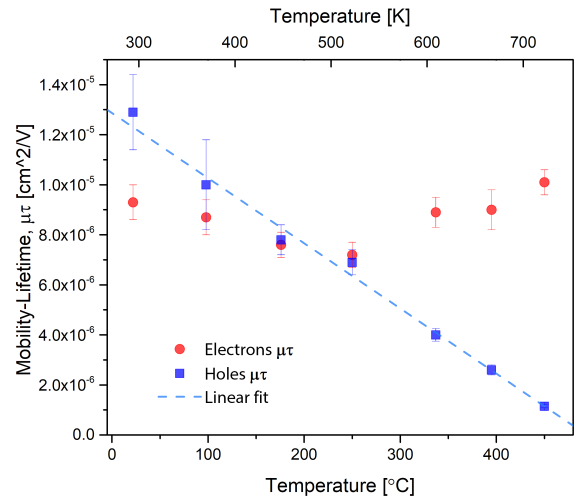 Temperature [K]
300 400 500 600 700
Mobility-Lifetime, μτ [cm^2/V]
1.4x10⁻⁵
1.2x10⁻⁵
1.0x10⁻⁵
8.0x10⁻⁶
6.0x10⁻⁶
4.0x10⁻⁶
2.0x10⁻⁶
0.0
Electrons μτ
Holes μτ
Linear fit
0 100 200 300 400
Temperature [°C]